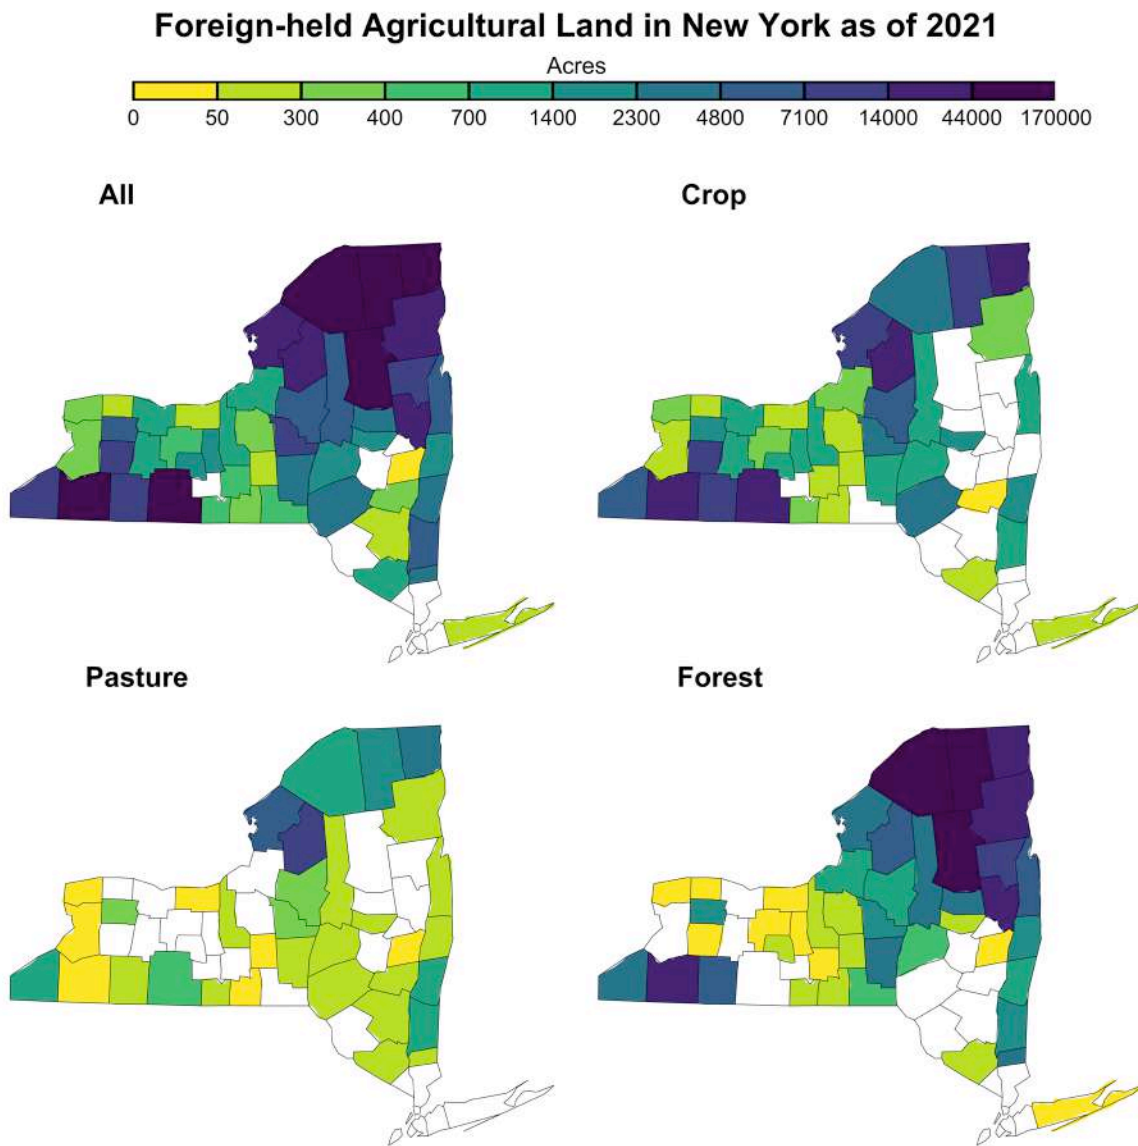 Foreign-held Agricultural Land in New York as of 2021
Acres
0 50 300 400 700 1400 2300 4800 7100 14000 44000 170000
All Crop
Pasture Forest